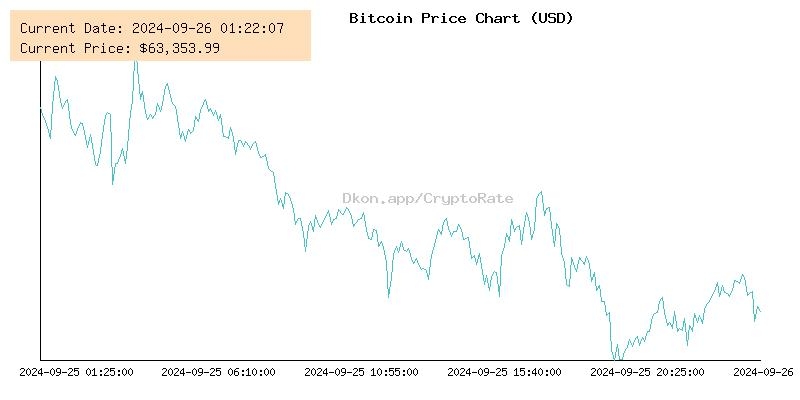 Bitcoin Price Chart (USD)
Current Date: 2024-09-26 01:22:07
Current Price: $63,353.99
Dkon.app/CryptoRate
2024-09-25 01:25:00 2024-09-25 06:10:00 2024-09-25 10:55:00 2024-09-25 15:40:00 2024-09-25 20:25:00 2024-09-26